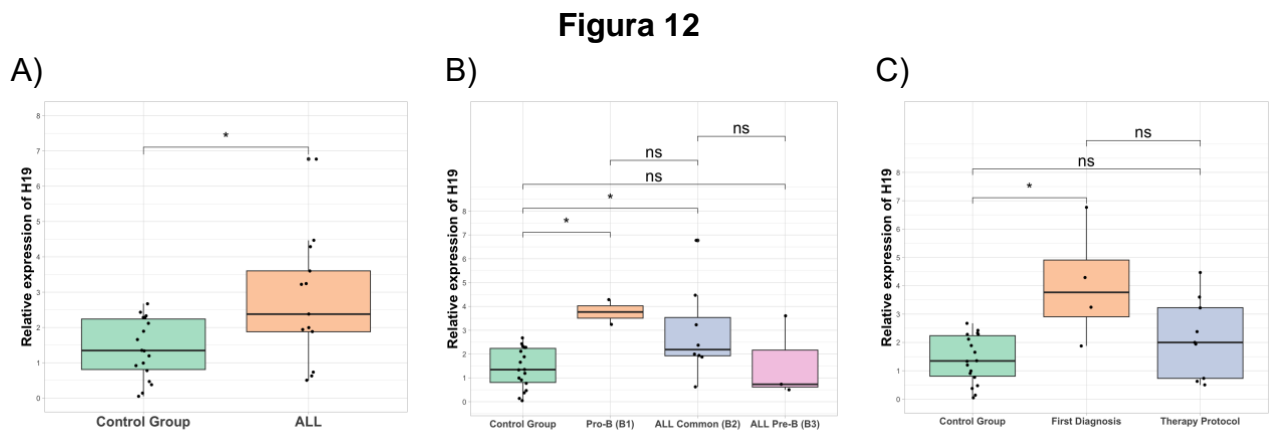 Figura 12
A)
Relative expression of H19
8
7
6
5
4
3
2
1
0
*
Control Group ALL
B)
Relative expression of H19
8
7
6
5
4
3
2
1
0
ns
ns
ns
*
*
Control Group Pro-B (B1) ALL Common (B2) ALL Pre-B (B3)
C)
Relative expression of H19
8
7
6
5
4
3
2
1
0
ns
ns
*
Control Group First Diagnosis Therapy Protocol